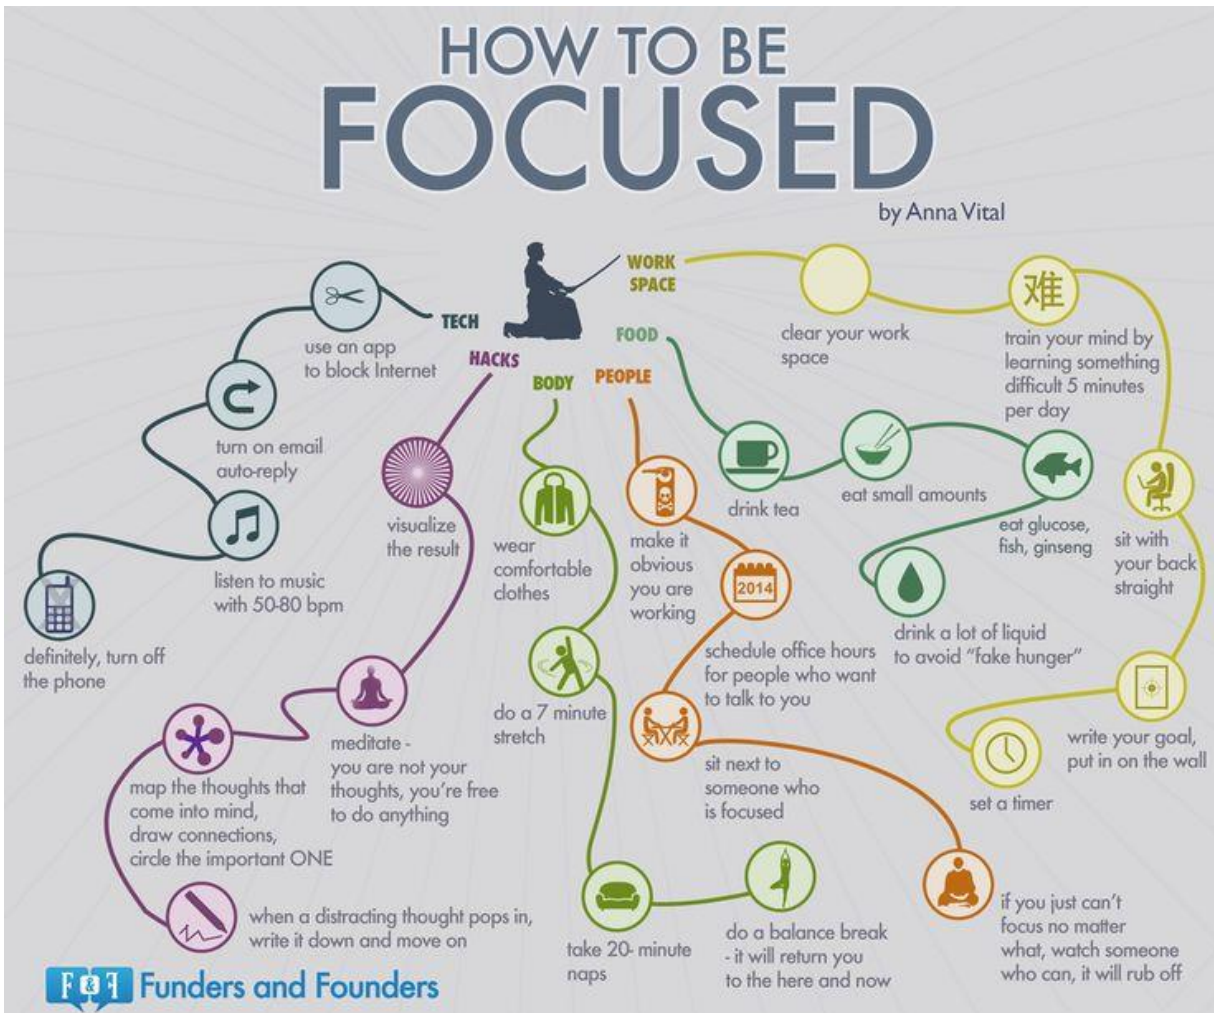 HOW TO BE
FOCUSED
by Anna Vital
WORK
SPACE
clear your work
space
难
train your mind by
learning something
difficult 5 minutes
per day
sit with
your back
straight
write your goal,
put in on the wall
set a timer
FOOD
drink tea
eat small amounts
eat glucose,
fish, ginseng
drink a lot of liquid
to avoid "fake hunger"
PEOPLE
make it
obvious
you are
working
2014
schedule office hours
for people who want
to talk to you
sit next to
someone who
is focused
if you just can't
focus no matter
what, watch someone
who can, it will rub off
BODY
wear
comfortable
clothes
do a 7 minute
stretch
take 20- minute
naps
do a balance break
- it will return you
to the here and now
HACKS
visualize
the result
meditate -
you are not your
thoughts, you're free
to do anything
map the thoughts that
come into mind,
draw connections,
circle the important ONE
when a distracting thought pops in,
write it down and move on
TECH
use an app
to block Internet
turn on email
auto-reply
listen to music
with 50-80 bpm
definitely, turn off
the phone
F&F Funders and Founders